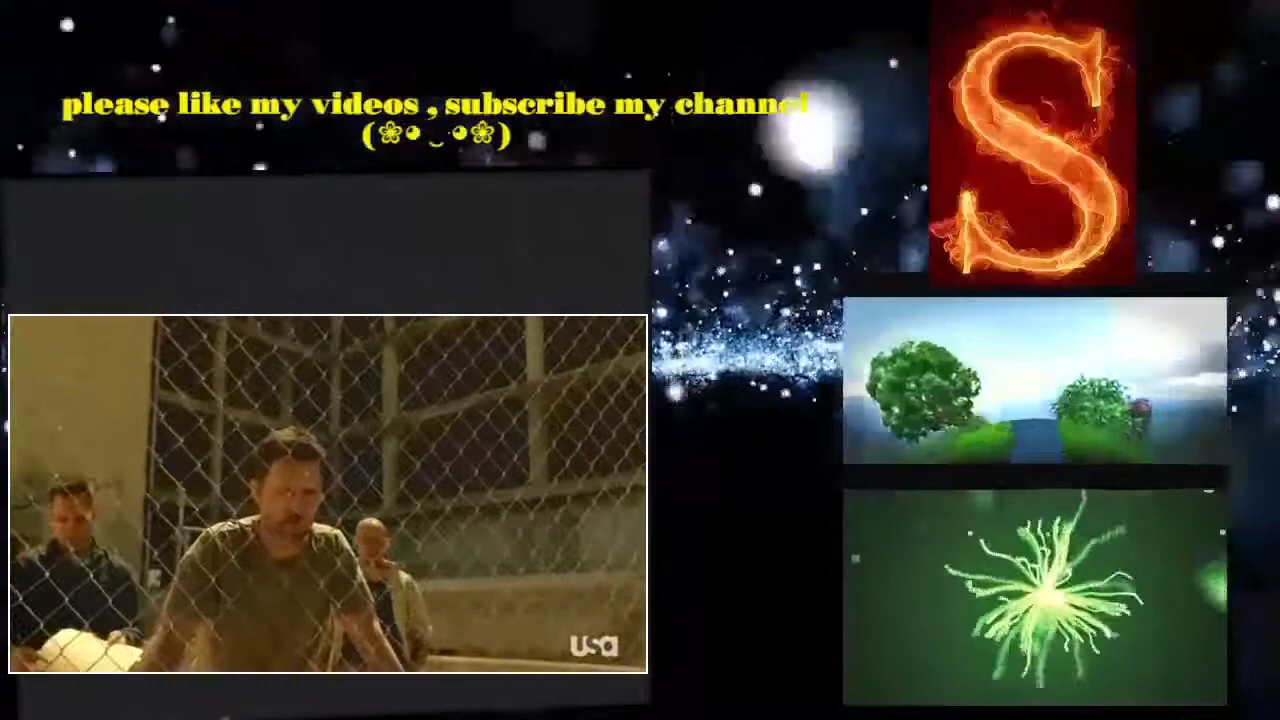 please like my videos , subscribe my channel
(❀◕ ‿ ◕❀)
S
usa